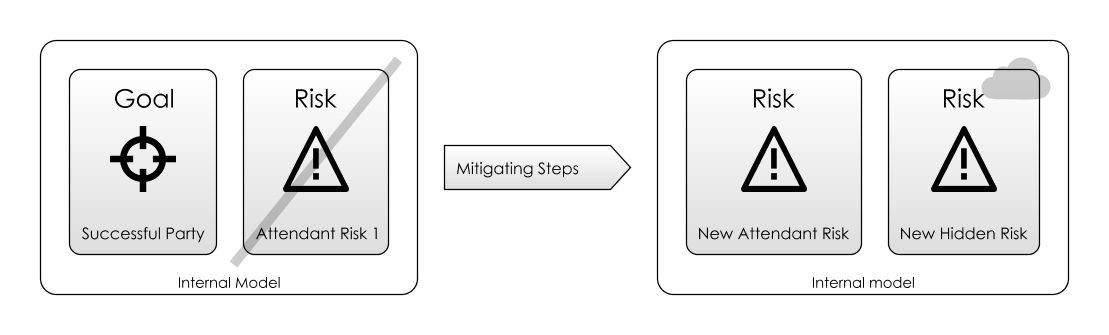 Goal
Successful Party
Risk
!
Attendant Risk 1
Internal Model
Mitigating Steps
Risk
!
New Attendant Risk
Risk
!
New Hidden Risk
Internal model